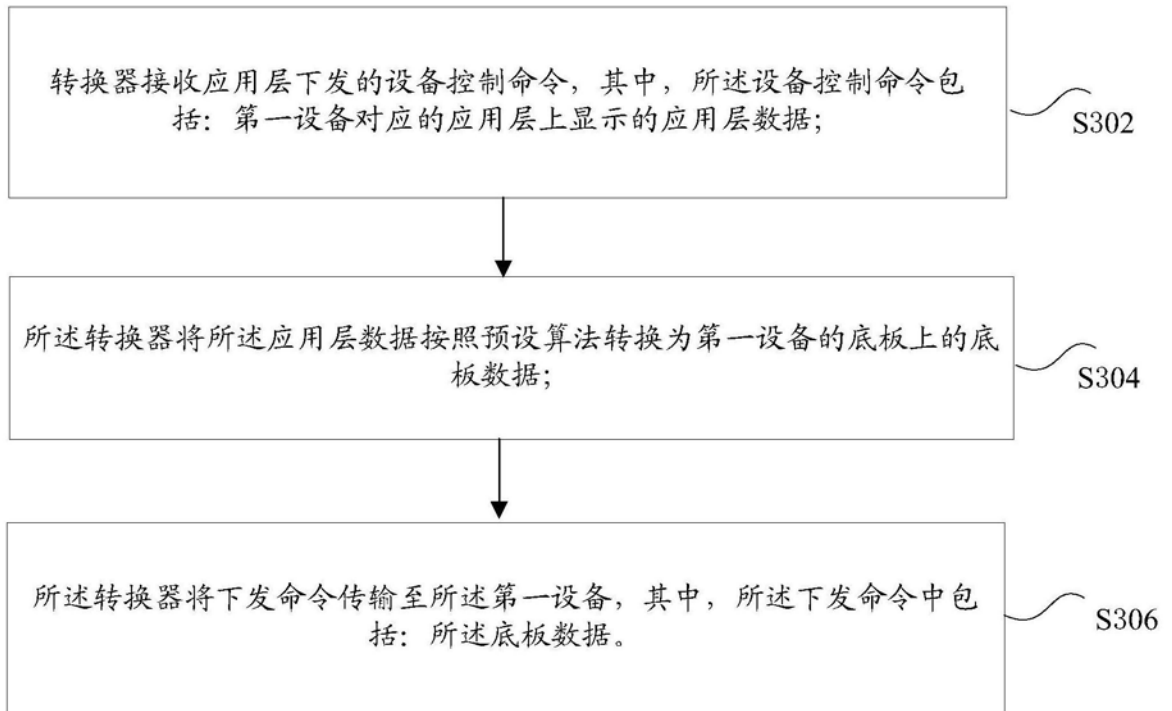 转换器接收应用层下发的设备控制命令，其中，所述设备控制命令包
括：第一设备对应的应用层上显示的应用层数据；
S302
所述转换器将所述应用层数据按照预设算法转换为第一设备的底板上的底
板数据；
S304
所述转换器将下发命令传输至所述第一设备，其中，所述下发命令中包
括：所述底板数据。
S306